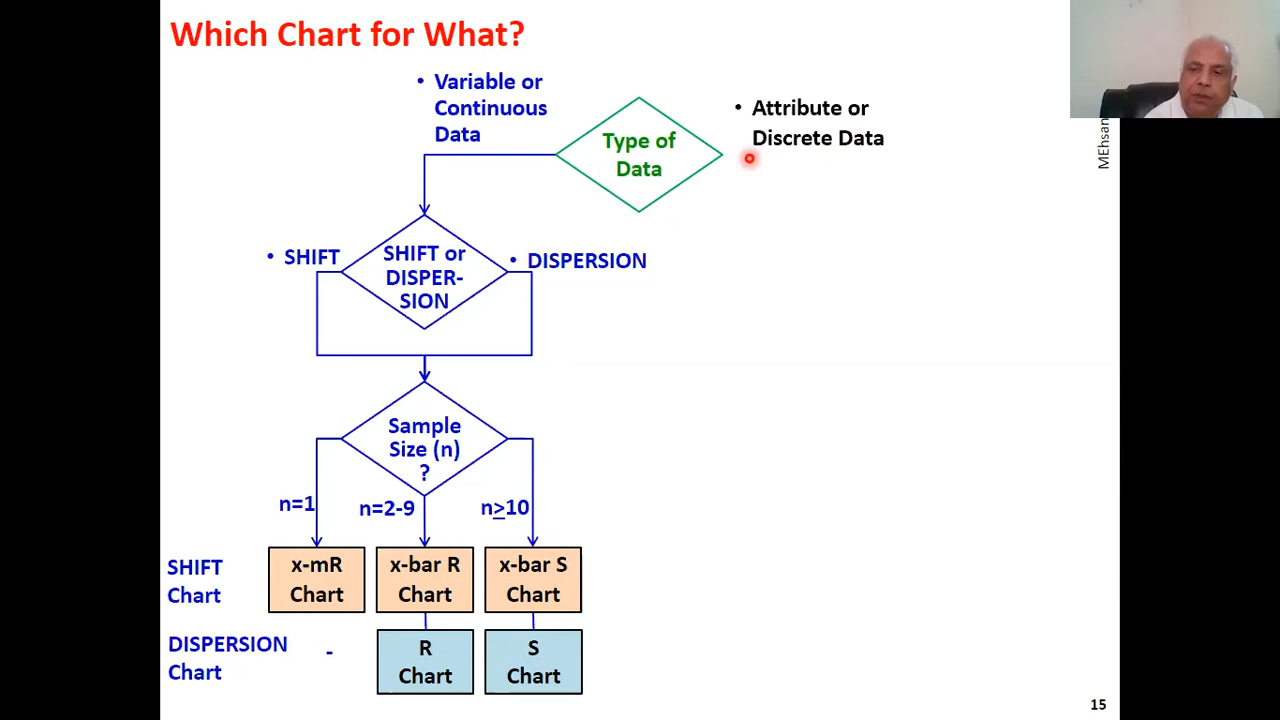 Which Chart for What?
• Variable or
Continuous
Data
Type of
Data
• Attribute or
Discrete Data
MEhsan
• SHIFT
SHIFT or
DISPER-
SION
• DISPERSION
Sample
Size (n)
?
n=1
n=2-9
n≥10
SHIFT
Chart
x-mR
Chart
x-bar R
Chart
x-bar S
Chart
DISPERSION
Chart
-
R
Chart
S
Chart
15